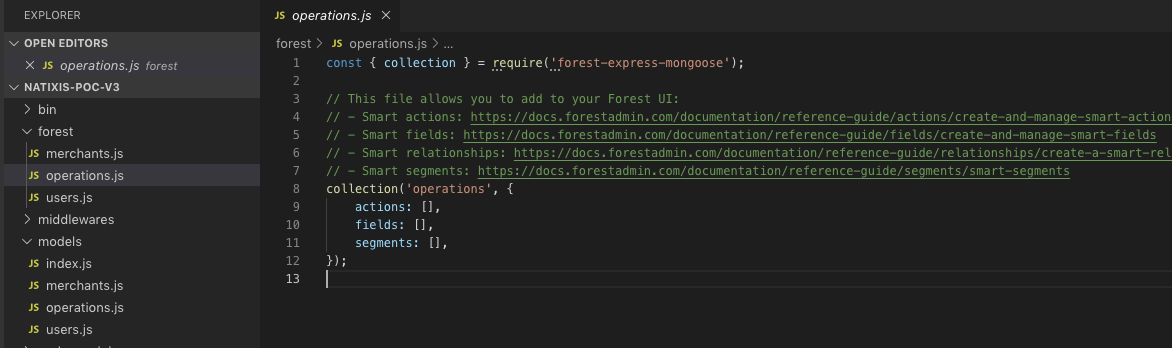 EXPLORER
OPEN EDITORS
JS operations.js forest
NATIXIS-POC-V3
bin
forest
JS merchants.js
JS operations.js
JS users.js
middlewares
models
JS index.js
JS merchants.js
JS operations.js
JS users.js
JS operations.js
forest > JS operations.js > ...
1 const { collection } = require('forest-express-mongoose');
2
3 // This file allows you to add to your Forest UI:
4 // - Smart actions: https://docs.forestadmin.com/documentation/reference-guide/actions/create-and-manage-smart-action
5 // - Smart fields: https://docs.forestadmin.com/documentation/reference-guide/fields/create-and-manage-smart-fields
6 // - Smart relationships: https://docs.forestadmin.com/documentation/reference-guide/relationships/create-a-smart-rel
7 // - Smart segments: https://docs.forestadmin.com/documentation/reference-guide/segments/smart-segments
8 collection('operations', {
9 actions: [],
10 fields: [],
11 segments: [],
12 });
13